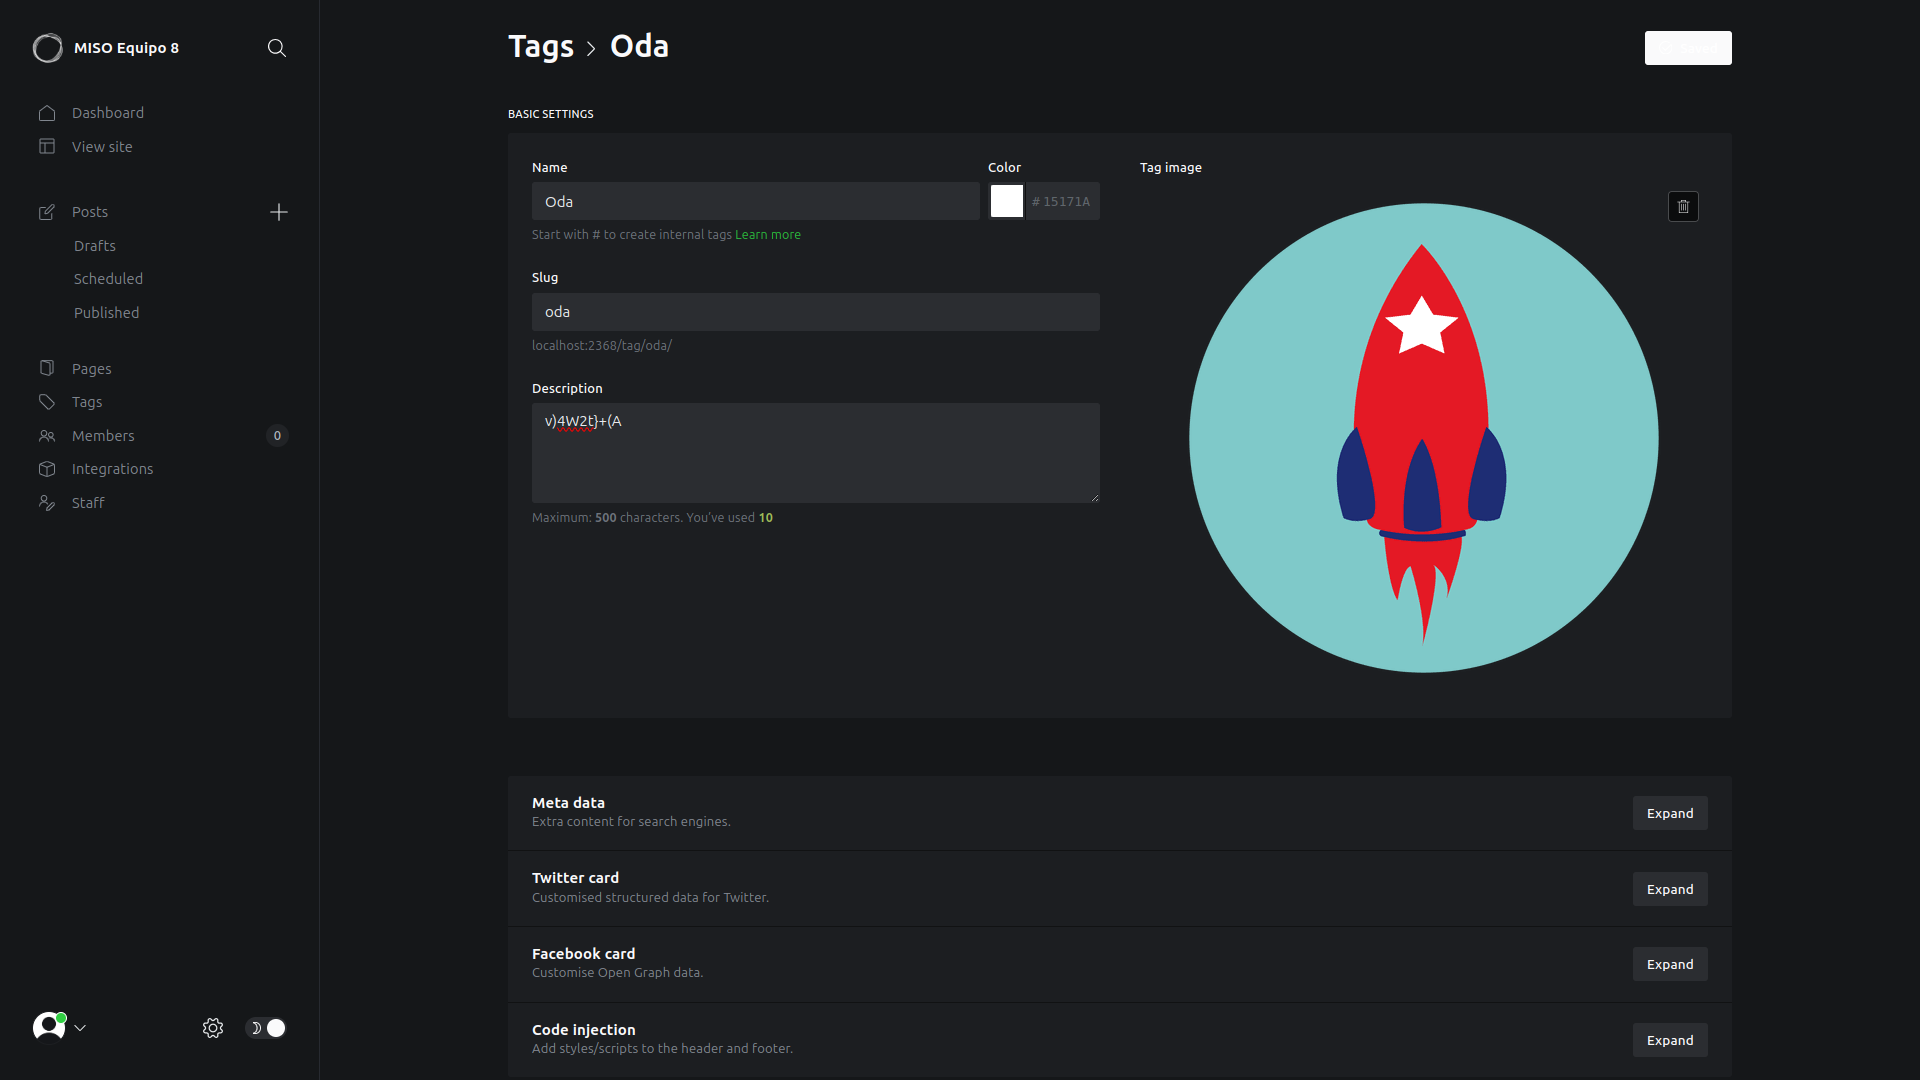 MISO Equipo 8
Dashboard
View site
Posts
Drafts
Scheduled
Published
Pages
Tags
Members 0
Integrations
Staff
Tags > Oda
BASIC SETTINGS
Name
Oda
Color
# 15171A
Start with # to create internal tags Learn more
Slug
oda
localhost:2368/tag/oda/
Description
v)4W2t}+(A
Maximum: 500 characters. You've used 10
Tag image
Meta data
Extra content for search engines.
Expand
Twitter card
Customised structured data for Twitter.
Expand
Facebook card
Customise Open Graph data.
Expand
Code injection
Add styles/scripts to the header and footer.
Expand